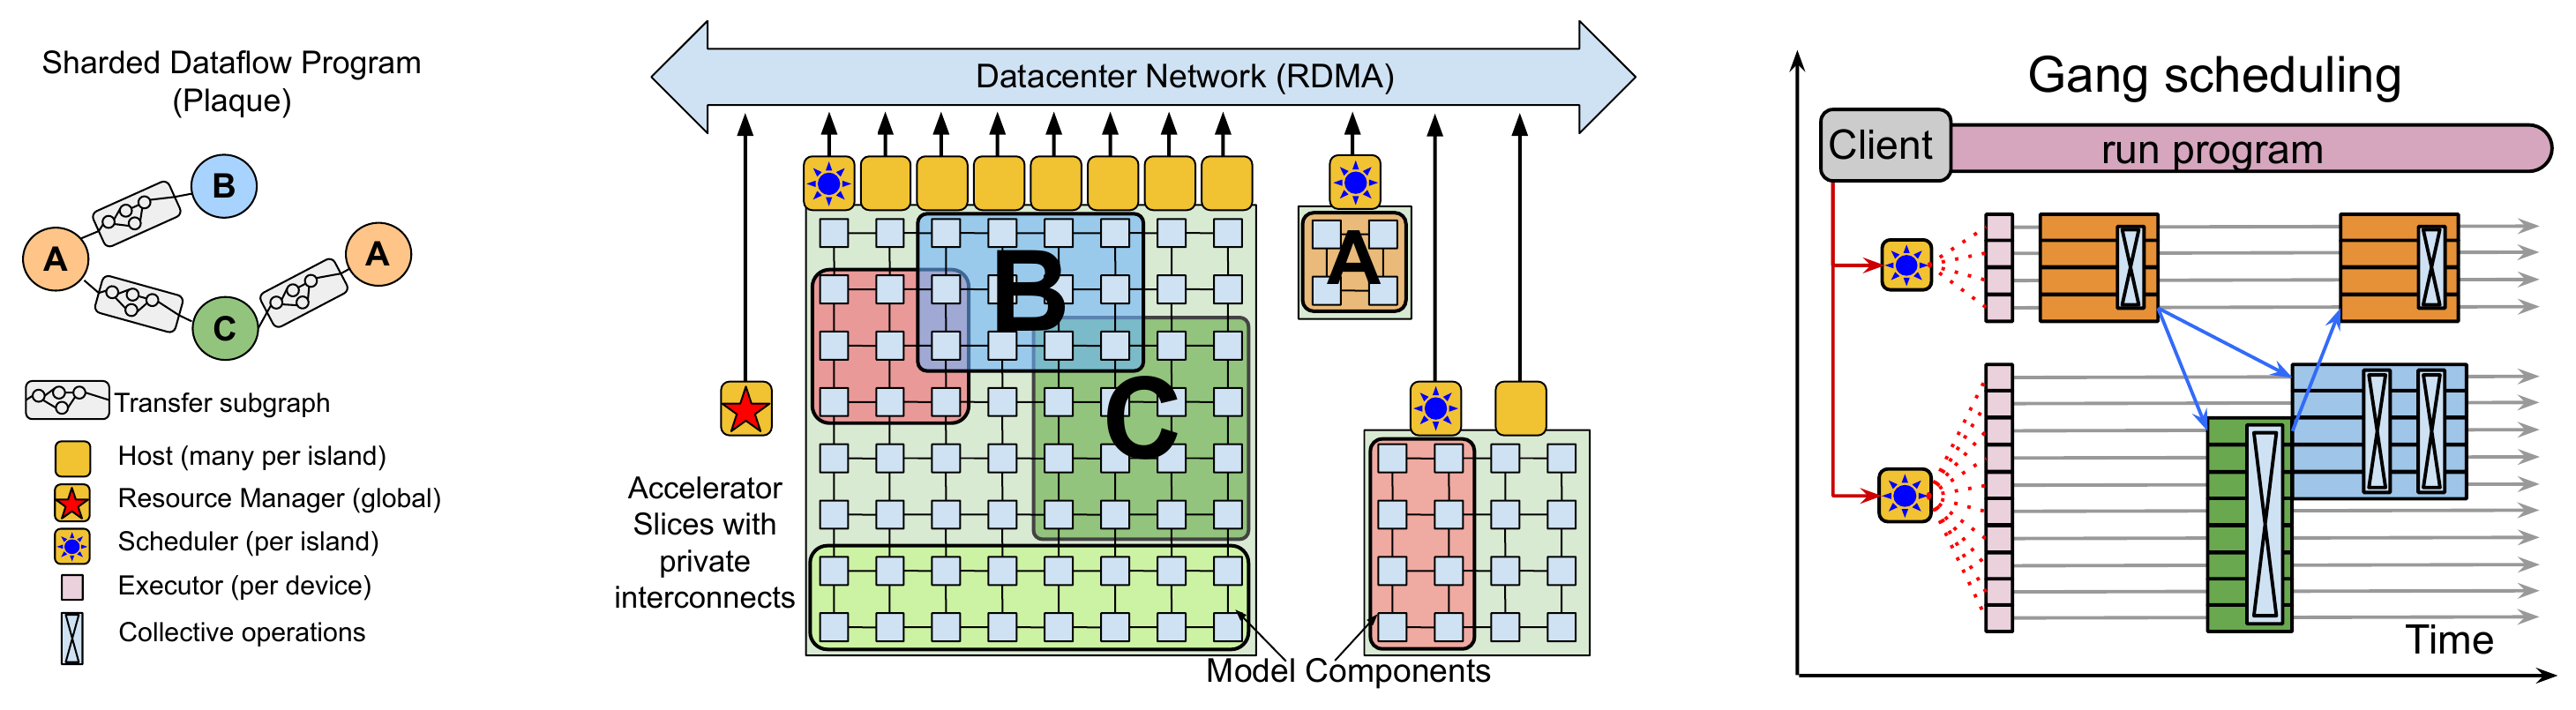 Sharded Dataflow Program
(Plaque)
B
A
A
C
Transfer subgraph
Host (many per island)
Resource Manager (global)
Scheduler (per island)
Executor (per device)
Collective operations
Datacenter Network (RDMA)
B
A
C
Accelerator
Slices with
private
interconnects
Model Components
Gang scheduling
Client
run program
Time